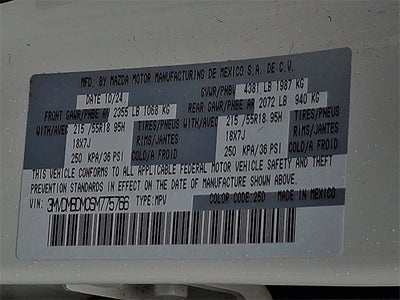 MFD. BY MAZDA MOTOR MANUFACTURING DE MEXICO S.A. DE C.V.
DATE 10/24 GVWR/PNBV 4381 LB 1987 KG
FRONT GAWR/PNBE AV 2355 LB 1068 KG REAR GAWR/PNBE AR 2072 LB 940 KG
WITH/AVEC 215/55R18 95H TIRES/PNEUS WITH/AVEC 215/55R18 95H TIRES/PNEUS
18X7J RIMS/JANTES 18X7J RIMS/JANTES
250 KPA/36 PSI COLD/A FROID 250 KPA/36 PSI COLD/A FROID
THIS VEHICLE CONFORMS TO ALL APPLICABLE FEDERAL MOTOR VEHICLE SAFETY AND THEFT
PREVENTION STANDARDS IN EFFECT ON THE DATE OF MANUFACTURE SHOWN ABOVE.
VIN: 3MVDMBDM0SM775766 TYPE:MPV COLOR CODE:25D MADE IN MEXICO